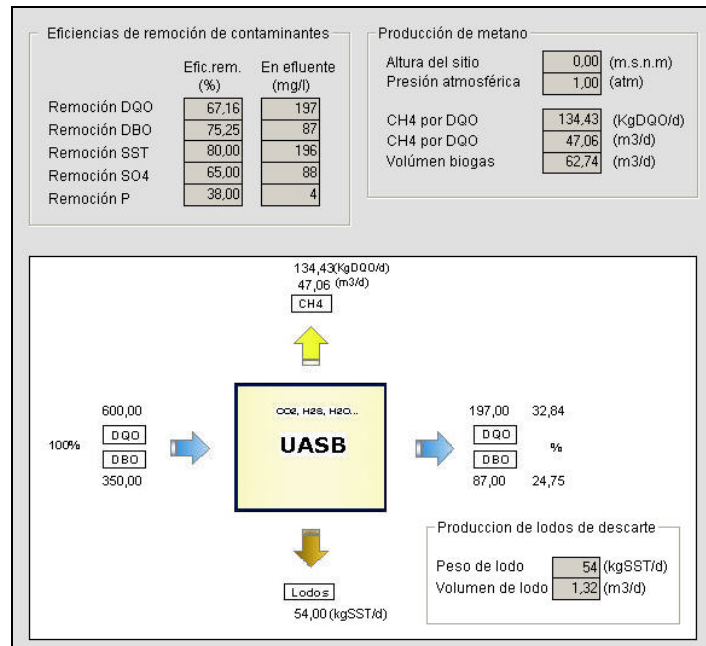 Eficiencias de remoción de contaminantes
Efic.rem. En efluente
(%) (mg/l)
Remoción DQO 67,16 197
Remoción DBO 75,25 87
Remoción SST 80,00 196
Remoción SO4 65,00 88
Remoción P 38,00 4
Producción de metano
Altura del sitio 0,00 (m.s.n.m)
Presión atmosférica 1,00 (atm)
CH4 por DQO 134,43 (KgDQO/d)
CH4 por DQO 47,06 (m3/d)
Volúmen biogas 62,74 (m3/d)
134,43(KgDQO/d)
47,06 (m3/d)
CH4
600,00
DQO
100%
DBO
350,00
CO2, H2S, H2O...
UASB
197,00 32,84
DQO
%
DBO
87,00 24,75
Lodos
54,00 (kgSST/d)
Produccion de lodos de descarte
Peso de lodo 54 (kgSST/d)
Volumen de lodo 1,32 (m3/d)